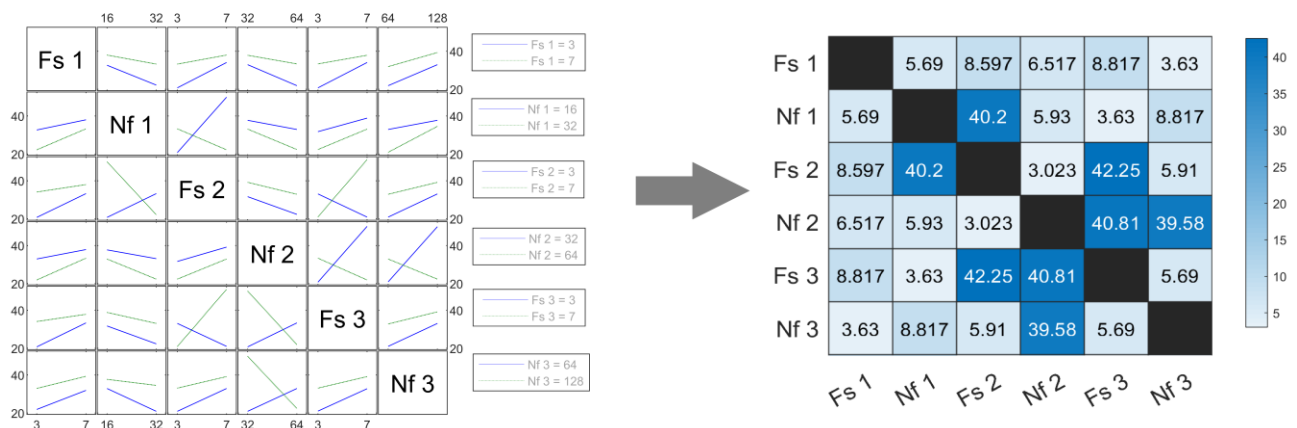 16 32 3 7 32 64 3 7 64 128
Fs 1 40 Fs 1 = 3
Fs 1 = 7
20
40 Nf 1 Nf 1 = 16
Nf 1 = 32
20
40 Fs 2 40 Fs 2 = 3
Fs 2 = 7
20 20
40 Nf 2 Nf 2 = 32
Nf 2 = 64
20
40 Fs 3 40 Fs 3 = 3
Fs 3 = 7
20 20
40 Nf 3 Nf 3 = 64
Nf 3 = 128
20
3 7 16 32 3 7 32 64 3 7
Fs 1 5.69 8.597 6.517 8.817 3.63
Nf 1 5.69 40.2 5.93 3.63 8.817
Fs 2 8.597 40.2 3.023 42.25 5.91
Nf 2 6.517 5.93 3.023 40.81 39.58
Fs 3 8.817 3.63 42.25 40.81 5.69
Nf 3 3.63 8.817 5.91 39.58 5.69
Fs 1 Nf 1 Fs 2 Nf 2 Fs 3 Nf 3
40
35
30
25
20
15
10
5